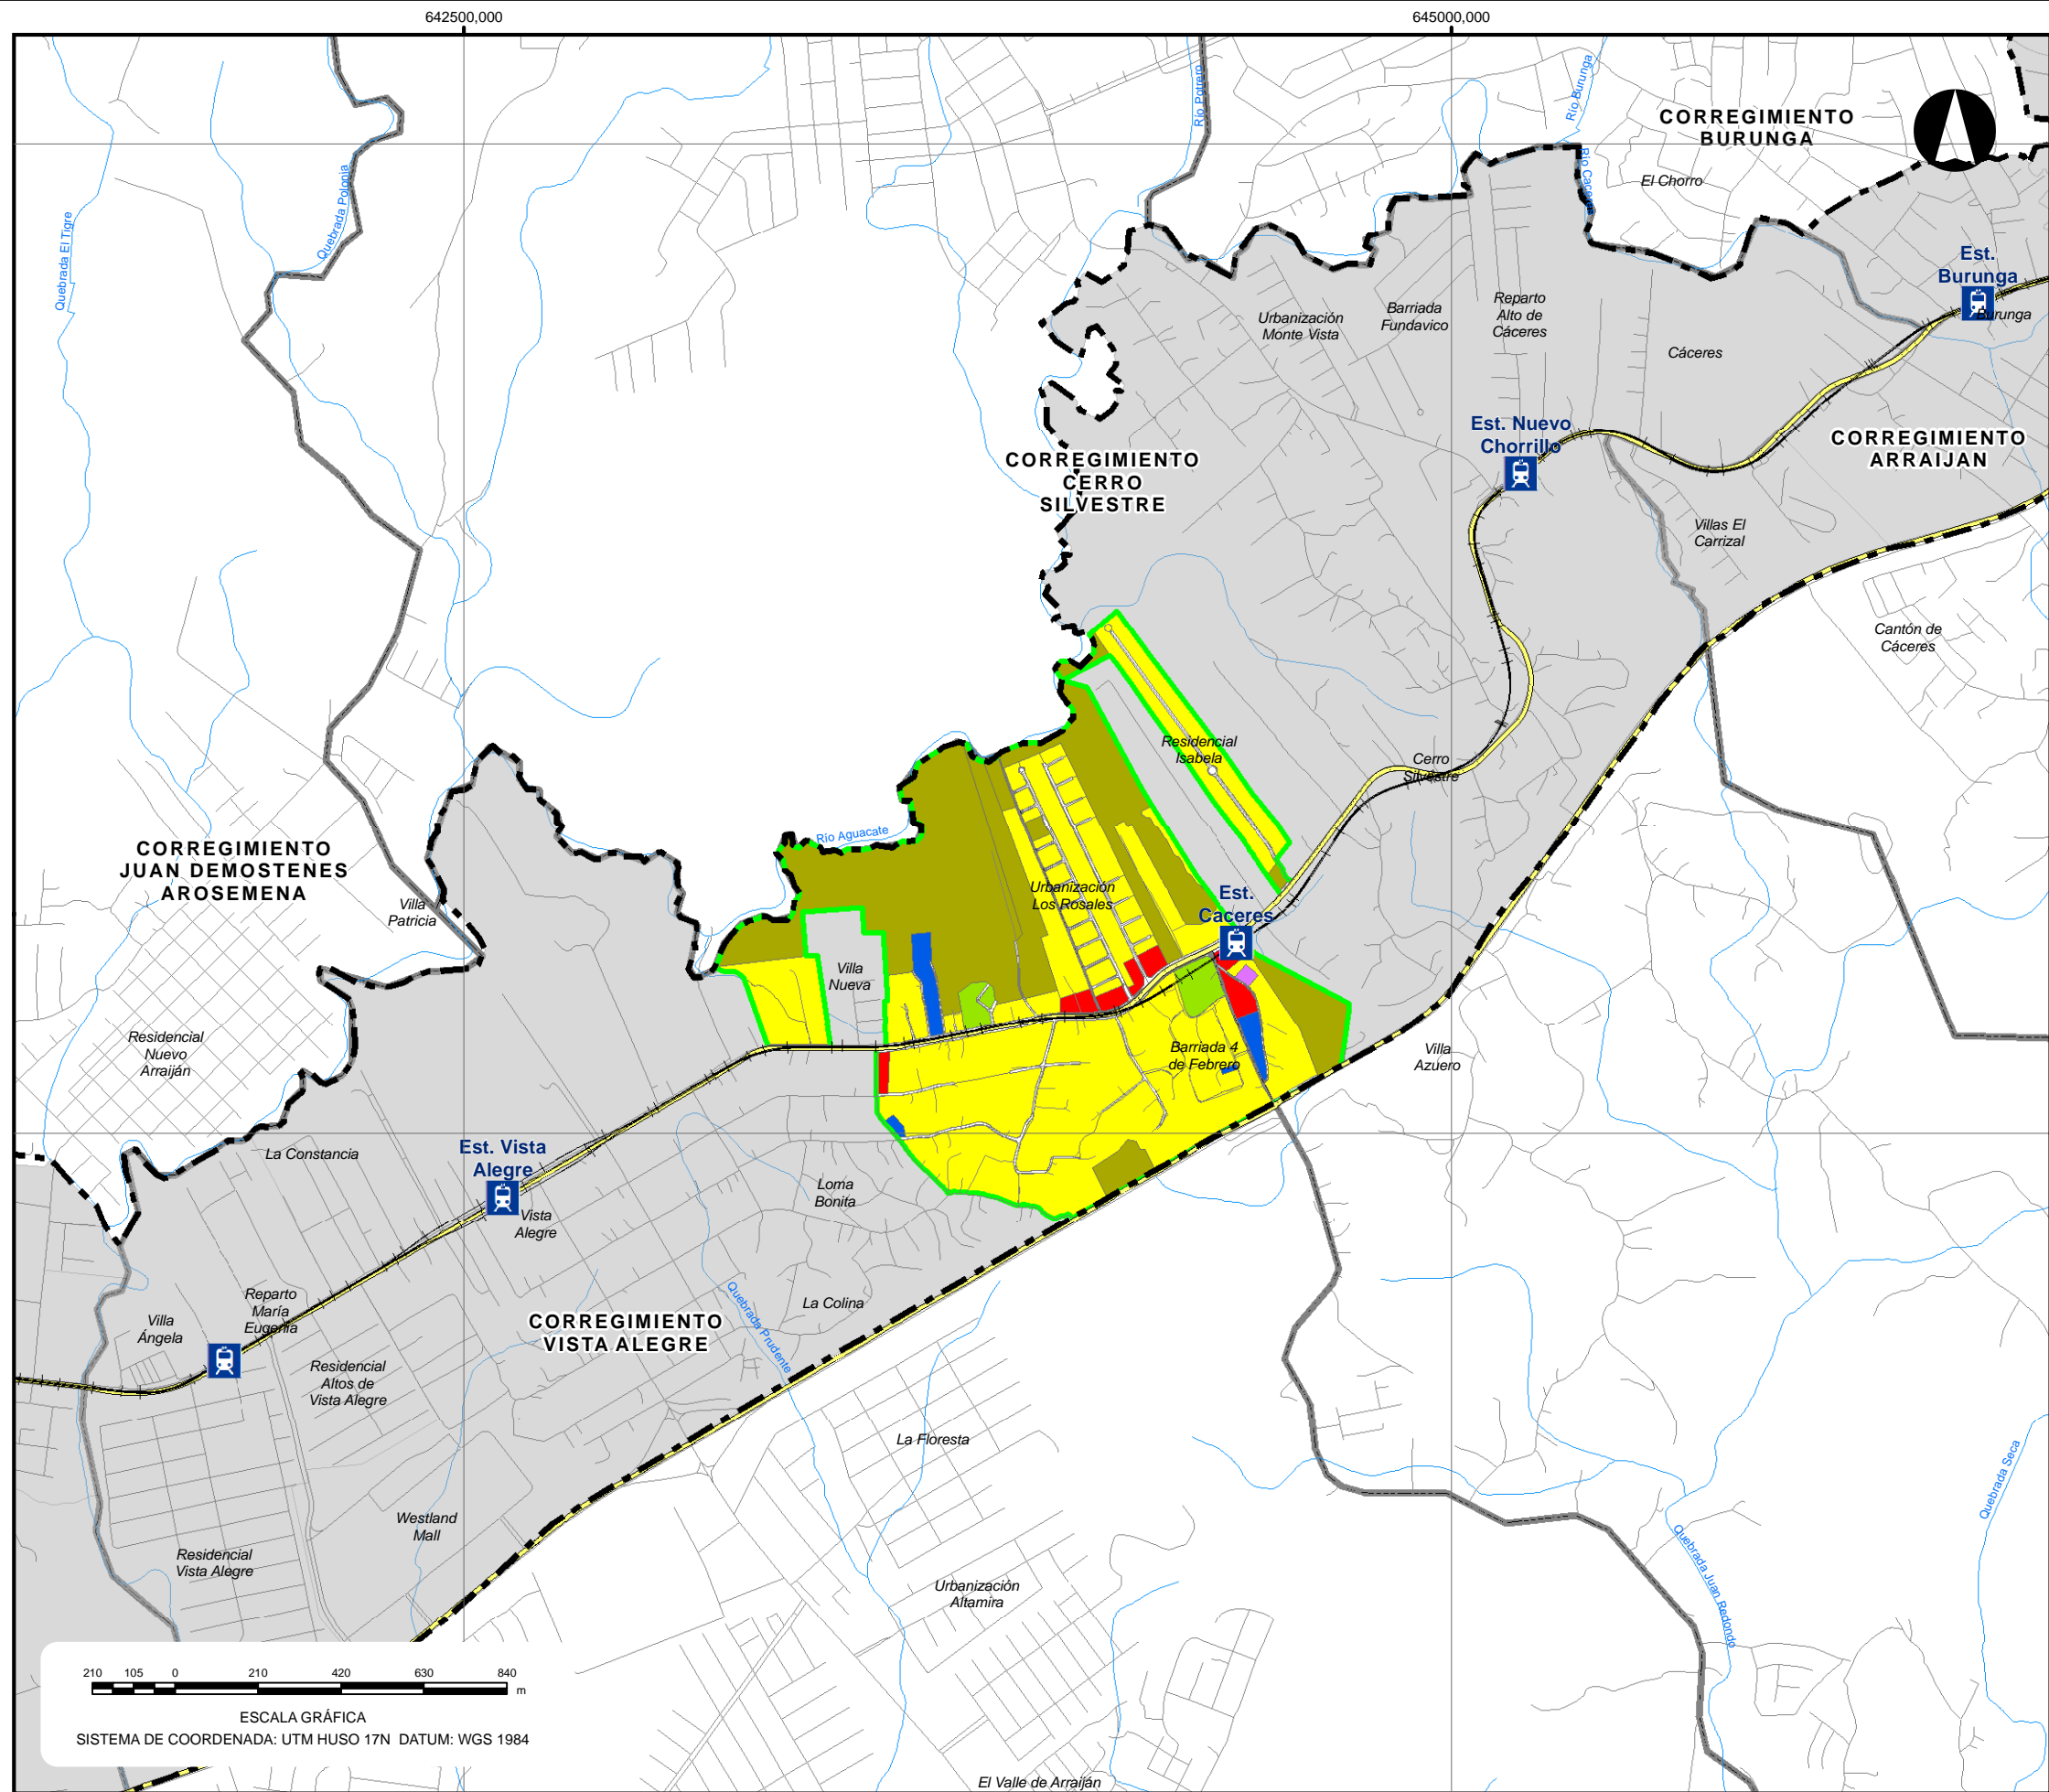 642500,000
645000,000
Río Potrero
Río Burunga
CORREGIMIENTO
BURUNGA
El Chorro
Río Caceres
Quebrada Polonia
Quebrada El Tigre
Est.
Burunga
Burunga
Urbanización
Monte Vista
Barriada
Fundavico
Reparto
Alto de
Cáceres
Cáceres
Est. Nuevo
Chorrillo
CORREGIMIENTO
ARRAIJAN
CORREGIMIENTO
CERRO
SILVESTRE
Villas El
Carrizal
Cantón de
Cáceres
Residencial
Isabela
Cerro
Silvestre
Río Aguacate
CORREGIMIENTO
JUAN DEMOSTENES
AROSEMENA
Villa
Patricia
Urbanización
Los Rosales
Est.
Caceres
Villa
Nueva
Residencial
Nuevo
Arraiján
Barriada 4
de Febrero
Villa
Azuero
La Constancia
Est. Vista
Alegre
Vista
Alegre
Loma
Bonita
Reparto
María
Eugenia
Villa
Ángela
La Colina
CORREGIMIENTO
VISTA ALEGRE
Quebrada Prudente
Residencial
Altos de
Vista Alegre
La Floresta
Quebrada Seca
Westland
Mall
Residencial
Vista Alegre
Quebrada Juan Redondo
Urbanización
Altamira
210 105 0 210 420 630 840
m
ESCALA GRÁFICA
SISTEMA DE COORDENADA: UTM HUSO 17N DATUM: WGS 1984
El Valle de Arraiján